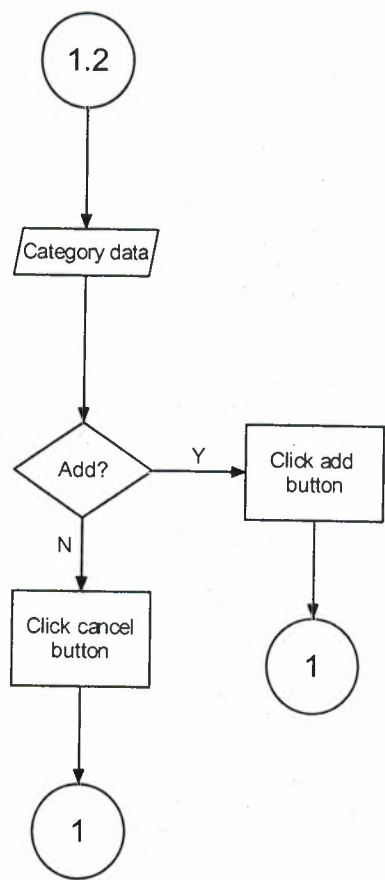 1.2
Category data
Add?
Y
Click add
button
N
Click cancel
button
1
1